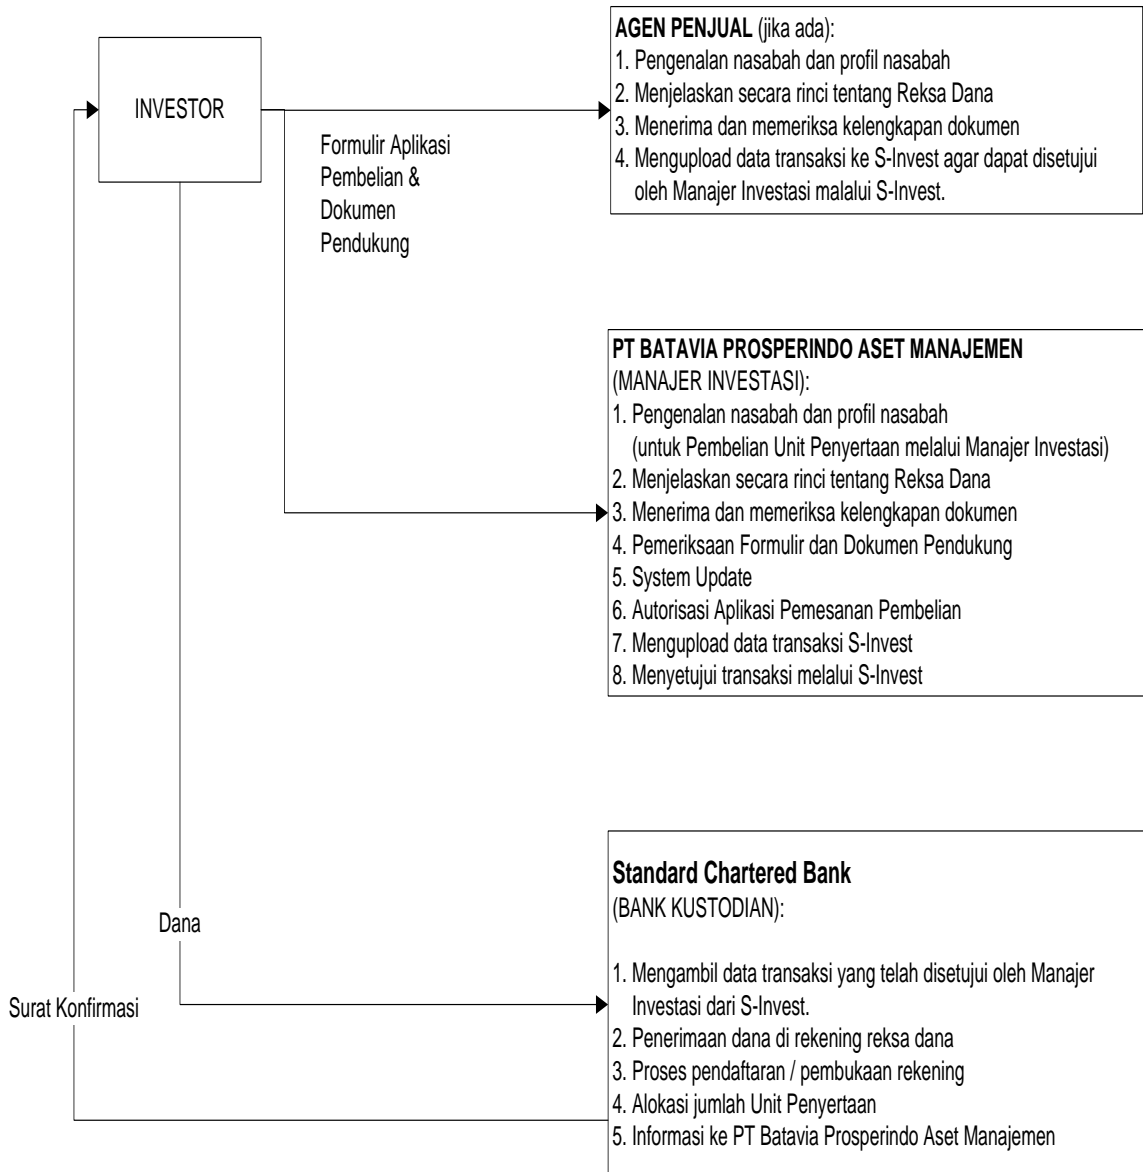 AGEN PENJUAL (jika ada):
1. Pengenalan nasabah dan profil nasabah
2. Menjelaskan secara rinci tentang Reksa Dana
3. Menerima dan memeriksa kelengkapan dokumen
4. Mengupload data transaksi ke S-Invest agar dapat disetujui
oleh Manajer Investasi malalui S-Invest.
INVESTOR
Formulir Aplikasi
Pembelian &
Dokumen
Pendukung
PT BATAVIA PROSPERINDO ASET MANAJEMEN
(MANAJER INVESTASI):
1. Pengenalan nasabah dan profil nasabah
(untuk Pembelian Unit Penyertaan melalui Manajer Investasi)
2. Menjelaskan secara rinci tentang Reksa Dana
3. Menerima dan memeriksa kelengkapan dokumen
4. Pemeriksaan Formulir dan Dokumen Pendukung
5. System Update
6. Autorisasi Aplikasi Pemesanan Pembelian
7. Mengupload data transaksi S-Invest
8. Menyetujui transaksi melalui S-Invest
Standard Chartered Bank
(BANK KUSTODIAN):
1. Mengambil data transaksi yang telah disetujui oleh Manajer
Investasi dari S-Invest.
2. Penerimaan dana di rekening reksa dana
3. Proses pendaftaran / pembukaan rekening
4. Alokasi jumlah Unit Penyertaan
5. Informasi ke PT Batavia Prosperindo Aset Manajemen
Dana
Surat Konfirmasi